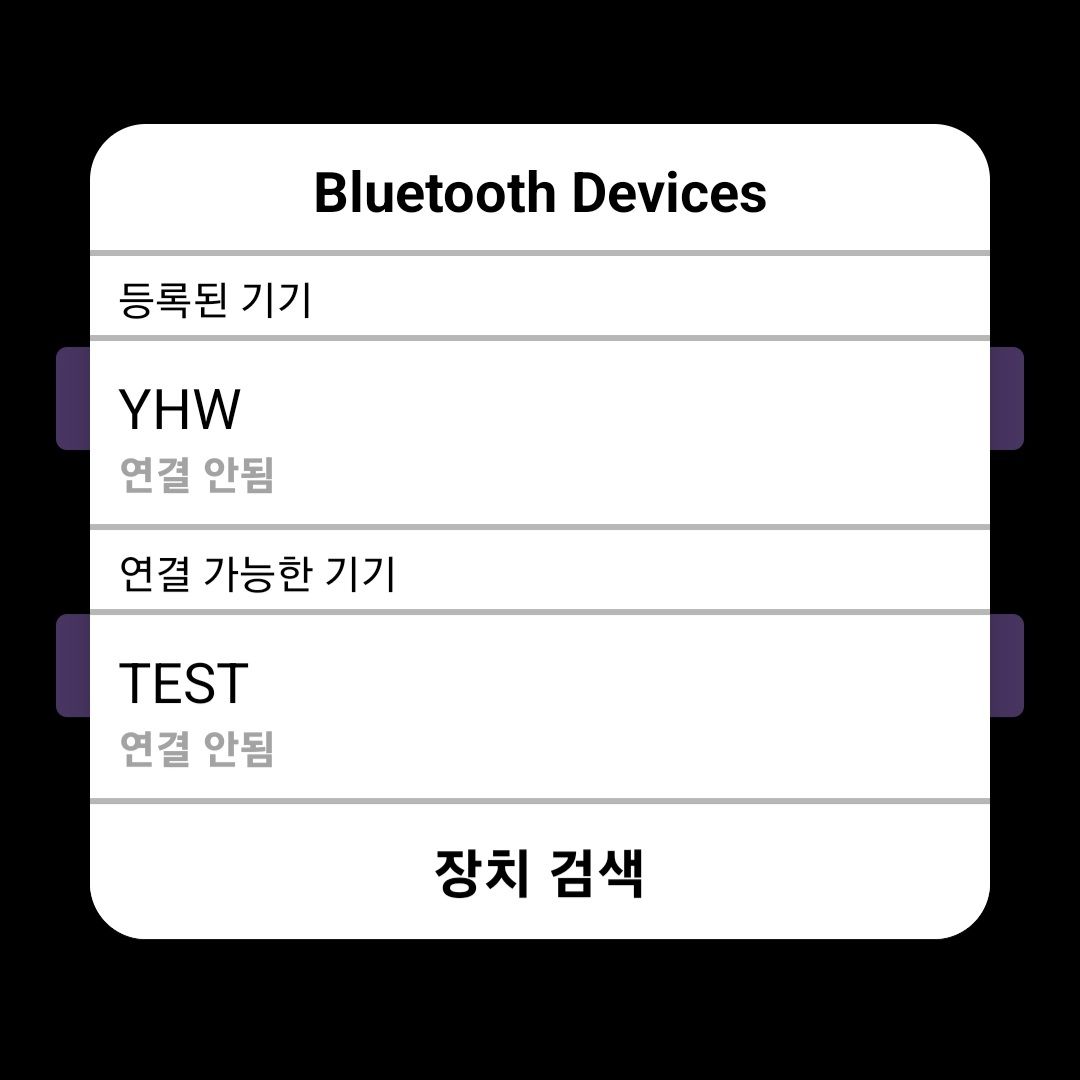 Bluetooth Devices
등록된 기기
YHW
연결 안됨
연결 가능한 기기
TEST
연결 안됨
장치 검색